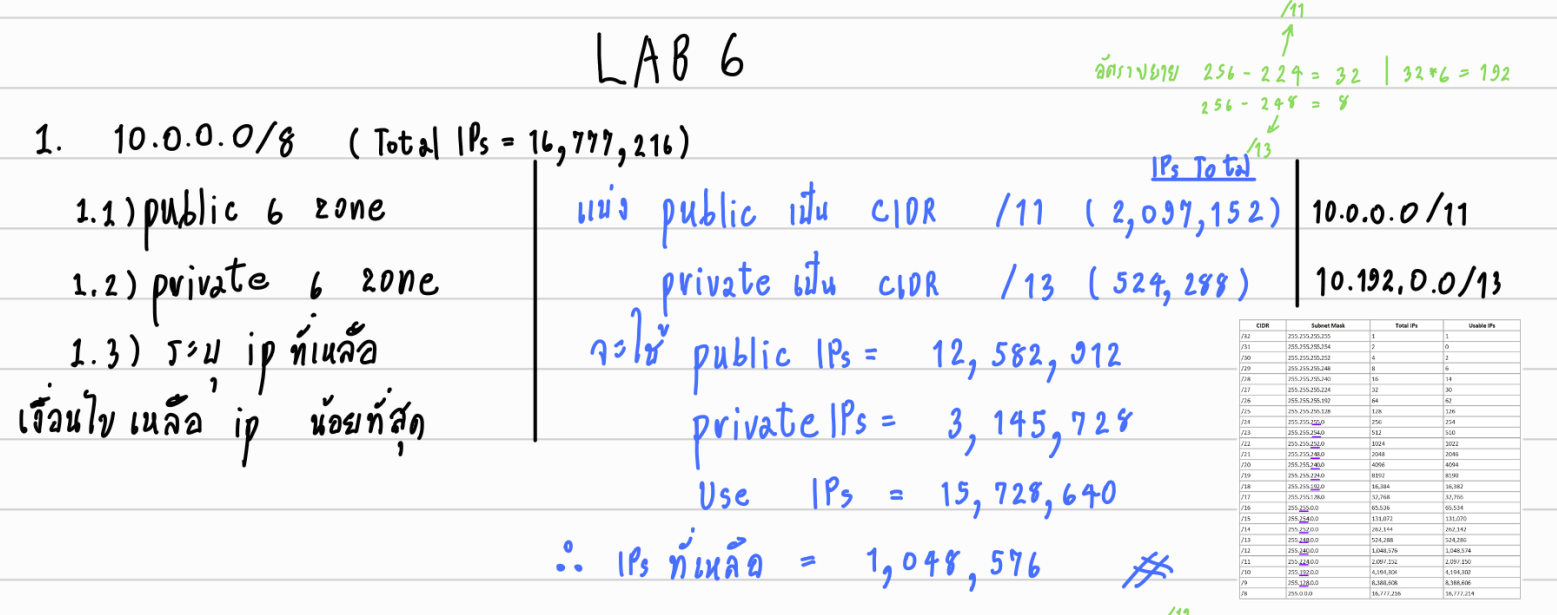 LAB 6
/11
อัตราขยาย 256 - 224 = 32 | 32*6 = 192
256 - 248 = 8
/13
1. 10.0.0.0/8 (Total IPs = 16,777,216)
IPs Total
1.1) public 6 zone
แบ่ง public เป็น CIDR /11 (2,097,152) 10.0.0.0/11
1.2) private 6 zone
private เป็น CIDR /13 (524,288) 10.192.0.0/13
1.3) ระบุ ip ที่เหลือ
เงื่อนไข เหลือ ip น้อยที่สุด
จะใช้ public IPs = 12,582,912
private IPs = 3,145,728
Use IPs = 15,728,640
∴ IPs ที่เหลือ = 1,048,576
CIDR Subnet Mask Total IPs Usable IPs
/32 255.255.255.255 1 1
/31 255.255.255.254 2 0
/30 255.255.255.252 4 2
/29 255.255.255.248 8 6
/28 255.255.255.240 16 14
/27 255.255.255.224 32 30
/26 255.255.255.192 64 62
/25 255.255.255.128 128 126
/24 255.255.255.0 256 254
/23 255.255.254.0 512 510
/22 255.255.252.0 1024 1022
/21 255.255.248.0 2048 2046
/20 255.255.240.0 4096 4094
/19 255.255.224.0 8192 8190
/18 255.255.192.0 16,384 16,382
/17 255.255.128.0 32,768 32,766
/16 255.255.0.0 65,536 65,534
/15 255.254.0.0 131,072 131,070
/14 255.252.0.0 262,144 262,142
/13 255.248.0.0 524,288 524,286
/12 255.240.0.0 1,048,576 1,048,574
/11 255.224.0.0 2,097,152 2,097,150
/10 255.192.0.0 4,194,304 4,194,302
/9 255.128.0.0 8,388,608 8,388,606
/8 255.0.0.0 16,777,216 16,777,214